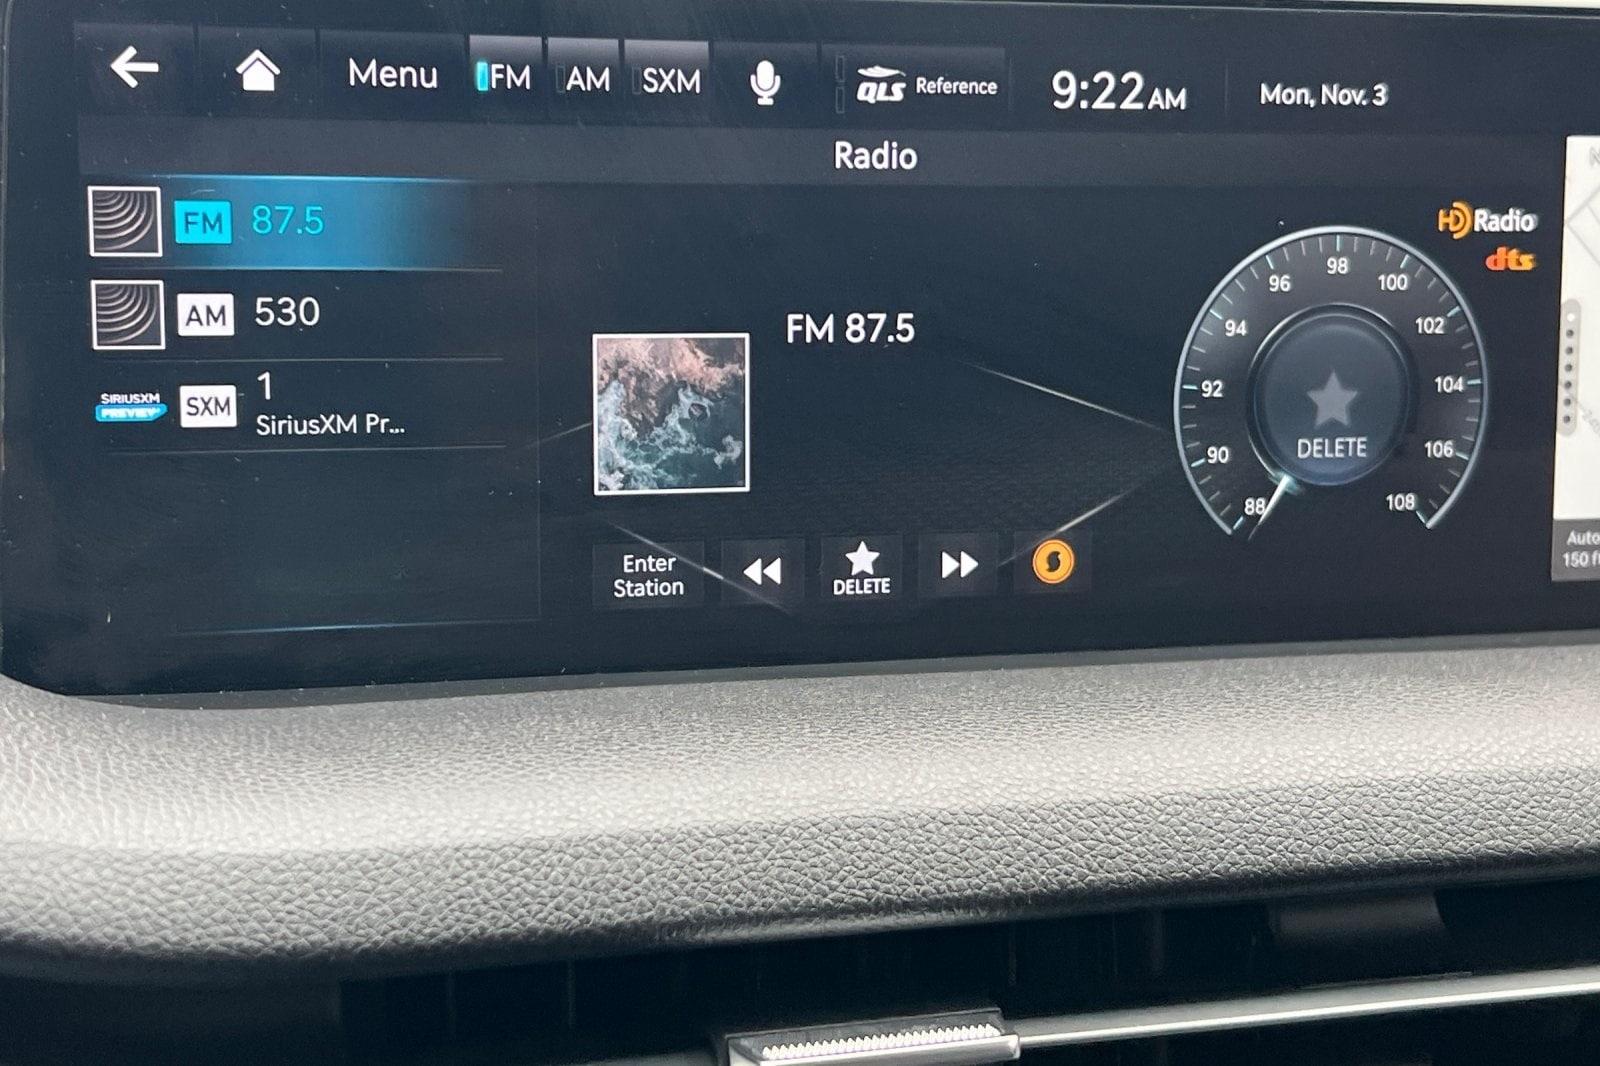 Menu FM AM SXM QLS Reference 9:22 AM Mon, Nov. 3
Radio
FM 87.5
AM 530
SIRIUSXM
PREVIEW
SXM 1
SiriusXM Pr...
FM 87.5
Enter
Station
DELETE
HD Radio
dts
88 90 92 94 96 98 100 102 104 106 108
DELETE
Auto
150 f